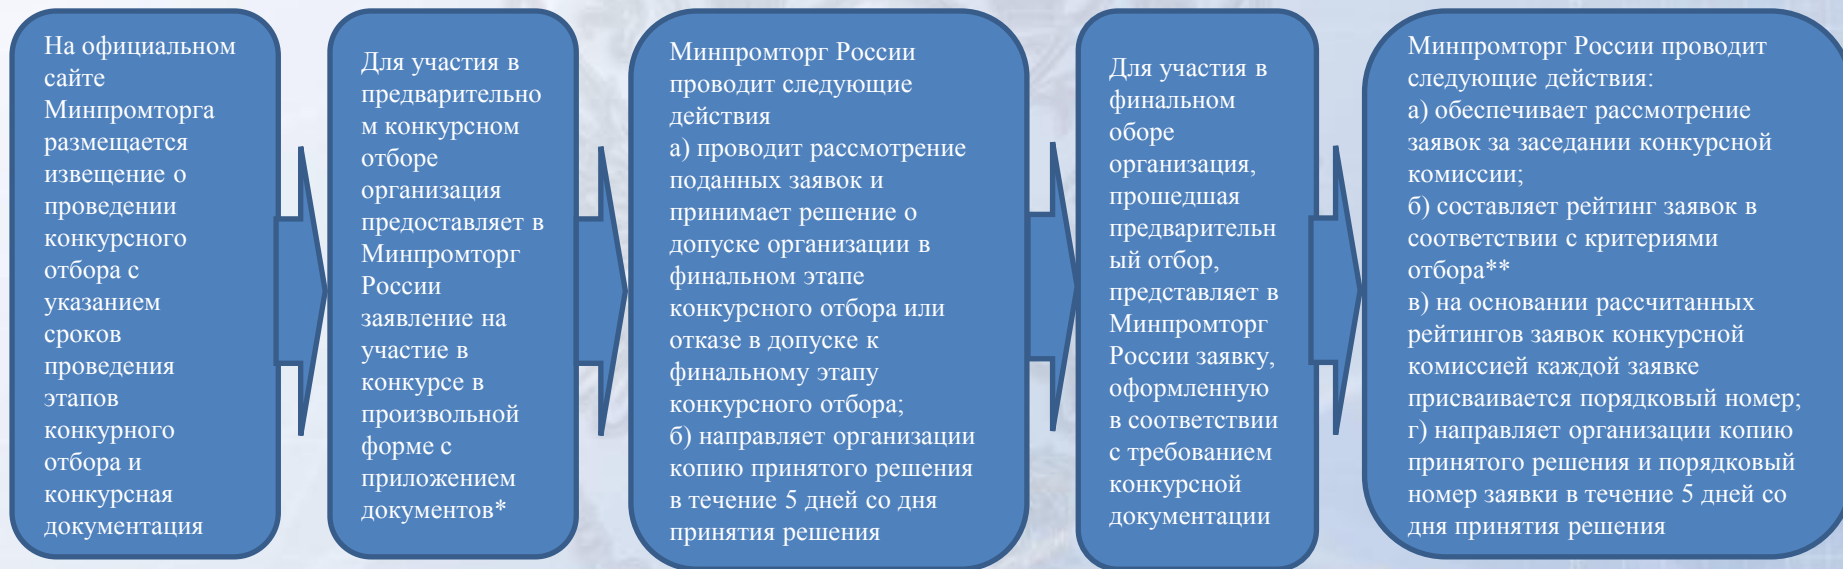 На официальном
сайте
Минпромторга
размещается
извещение о
проведении
конкурсного
отбора с
указанием
сроков
проведения
этапов
конкурного
отбора и
конкурсная
документация
Для участия в
предварительно
м конкурсном
отборе
организация
предоставляет в
Минпромторг
России
заявление на
участие в
конкурсе в
произвольной
форме с
приложением
документов*
Минпромторг России
проводит следующие
действия
а) проводит рассмотрение
поданных заявок и
принимает решение о
допуске организации в
финальном этапе
конкурсного отбора или
отказе в допуске к
финальному этапу
конкурсного отбора;
б) направляет организации
копию принятого решения
в течение 5 дней со дня
принятия решения
Для участия в
финальном
оборе
организация,
прошедшая
предварительн
ый отбор,
представляет в
Минпромторг
России заявку,
оформленную
в соответствии
с требованием
конкурсной
документации
Минпромторг России проводит
следующие действия:
а) обеспечивает рассмотрение
заявок за заседании конкурсной
комиссии;
б) составляет рейтинг заявок в
соответствии с критериями
отбора**
в) на основании рассчитанных
рейтингов заявок конкурсной
комиссией каждой заявке
присваивается порядковый номер;
г) направляет организации копию
принятого решения и порядковый
номер заявки в течение 5 дней со
дня принятия решения